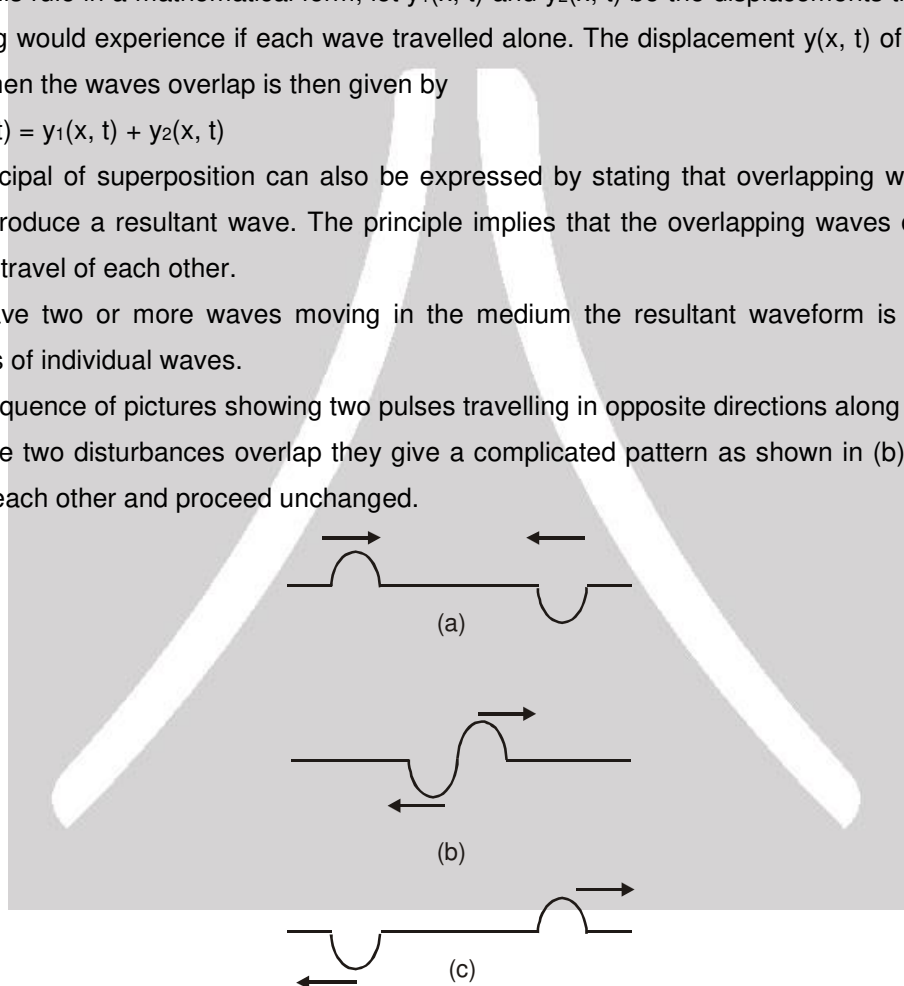 is rule in a mathematical form, let y₁(x, t) and y₂(x, t) be the displacements t
g would experience if each wave travelled alone. The displacement y(x, t) of
hen the waves overlap is then given by
t) = y₁(x, t) + y₂(x, t)
cipal of superposition can also be expressed by stating that overlapping w
roduce a resultant wave. The principle implies that the overlapping waves
travel of each other.
ve two or more waves moving in the medium the resultant waveform is
s of individual waves.
quence of pictures showing two pulses travelling in opposite directions along
e two disturbances overlap they give a complicated pattern as shown in (b)
each other and proceed unchanged.
(a)
(b)
(c)